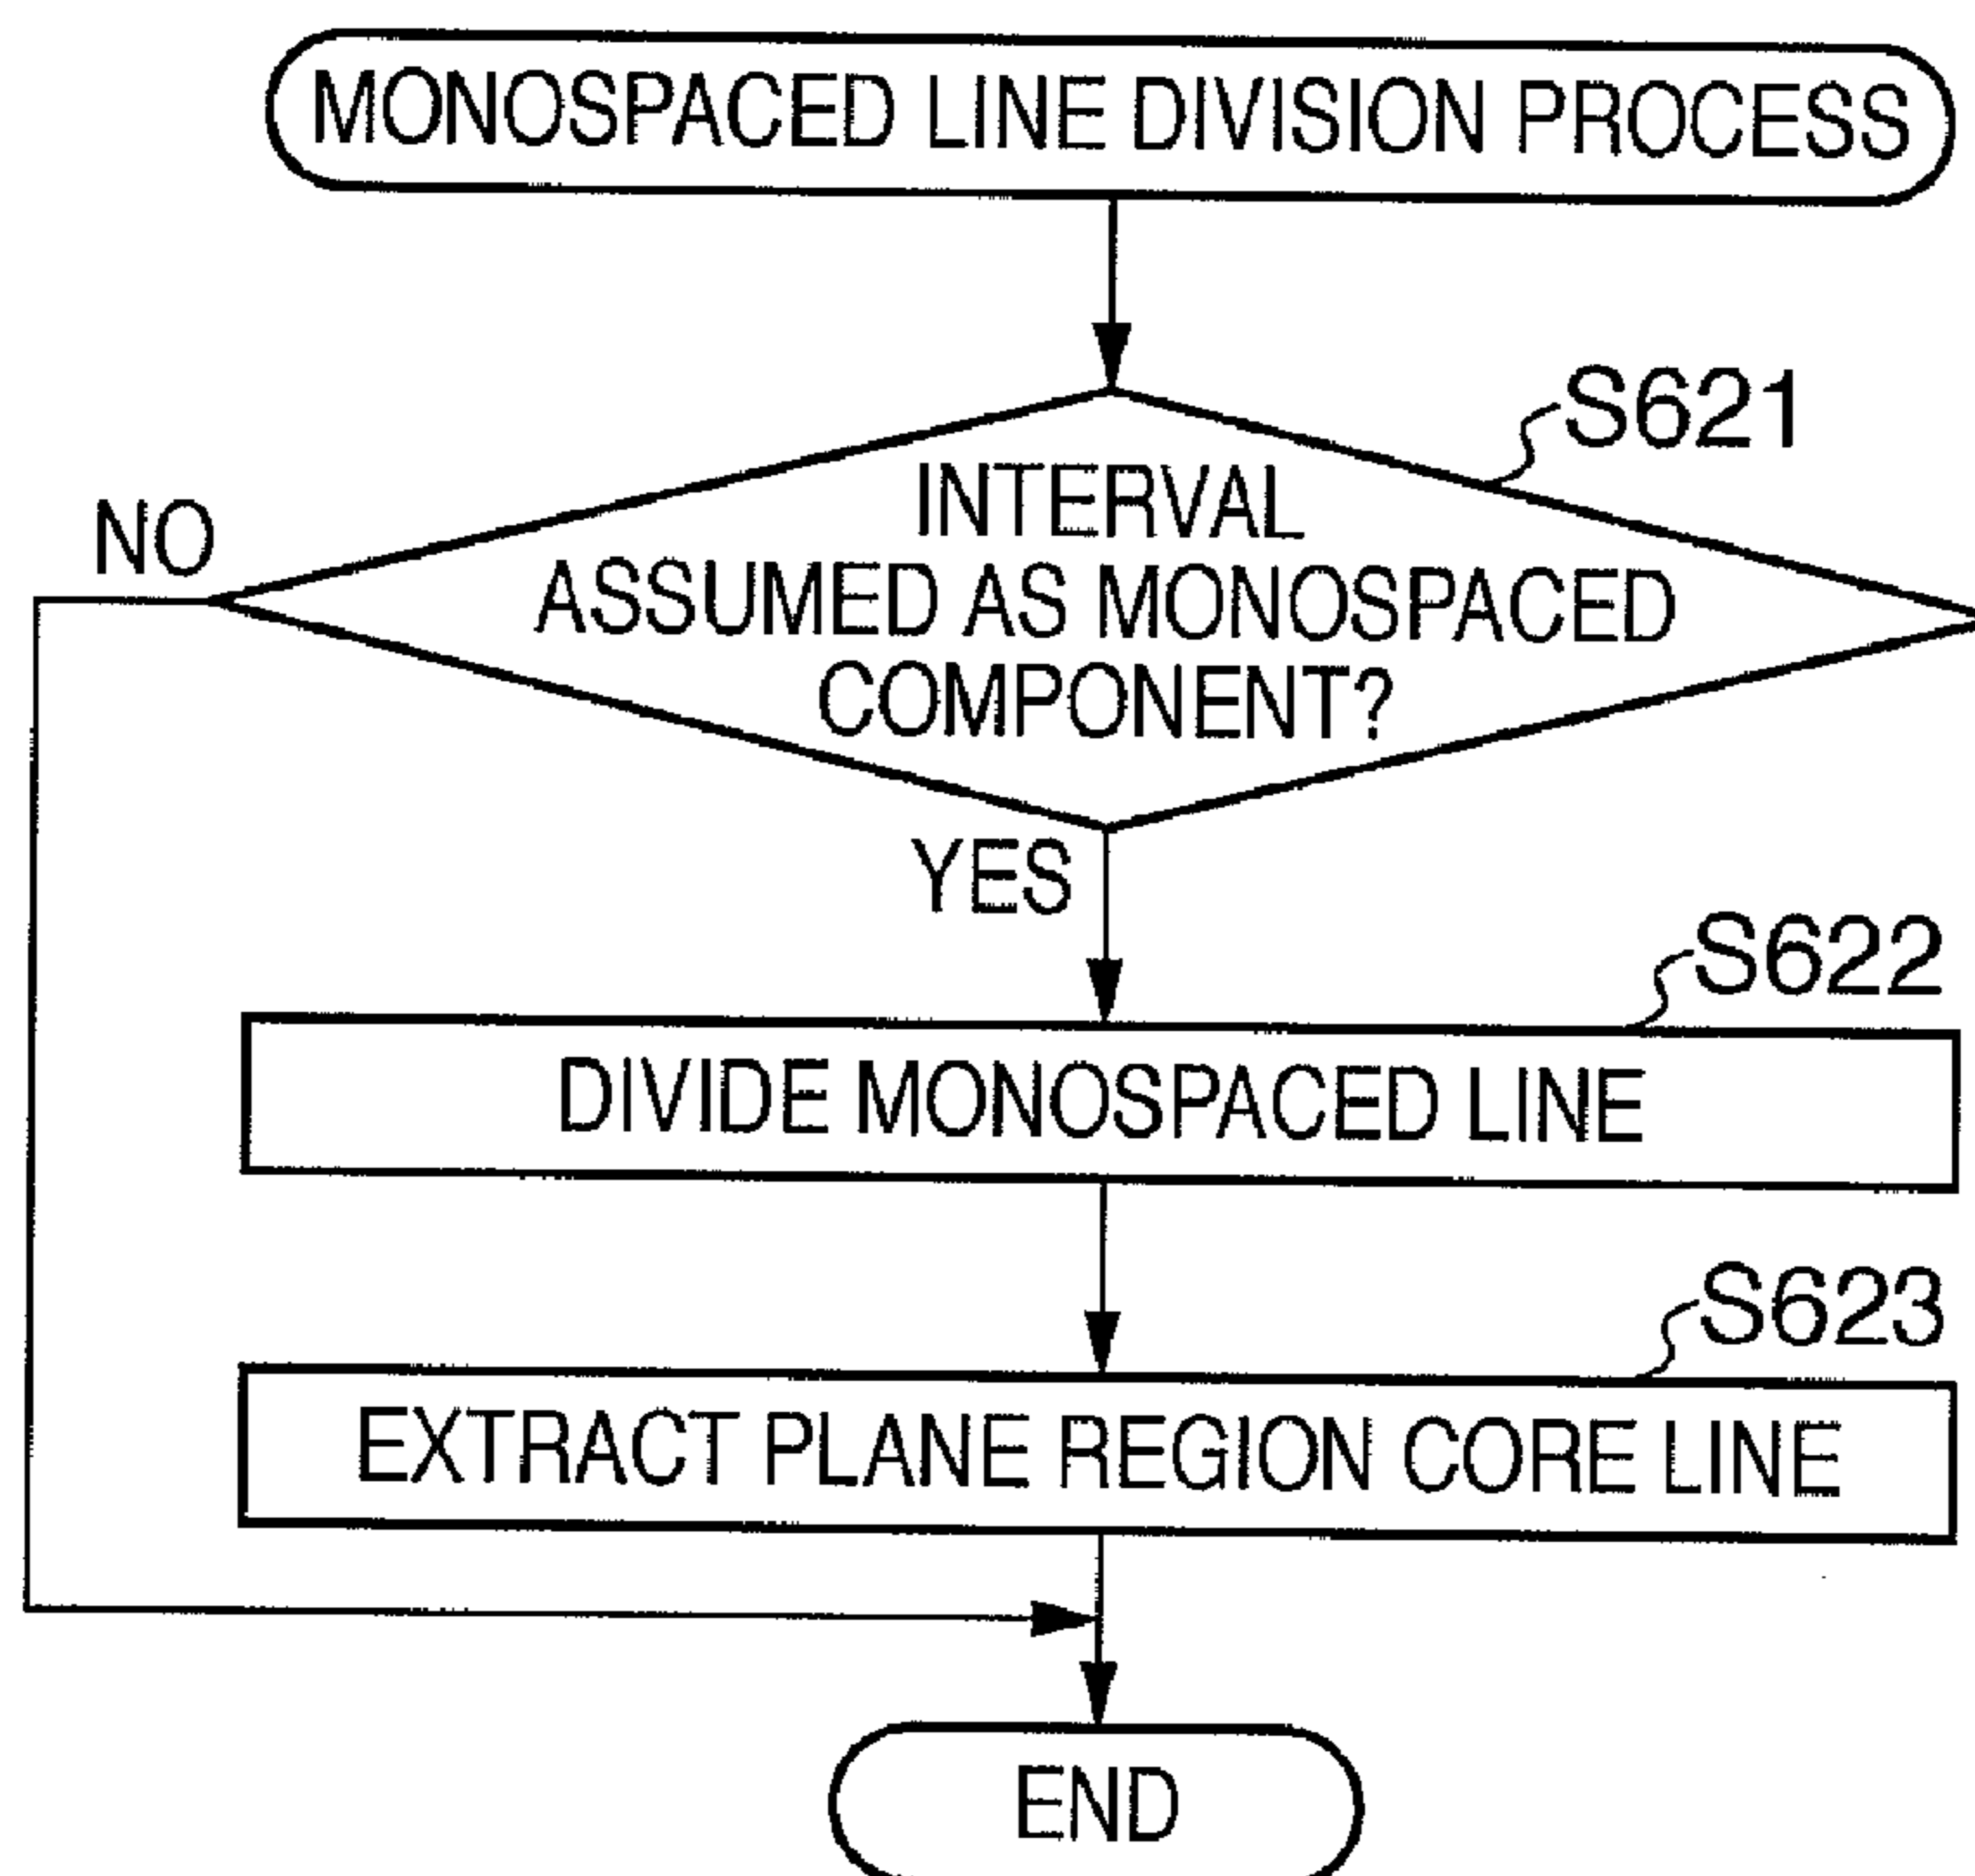 MONOSPACED LINE DIVISION PROCESS
S621
INTERVAL
ASSUMED AS MONOSPACED
COMPONENT?
NO
YES
S622
DIVIDE MONOSPACED LINE
S623
EXTRACT PLANE REGION CORE LINE
END